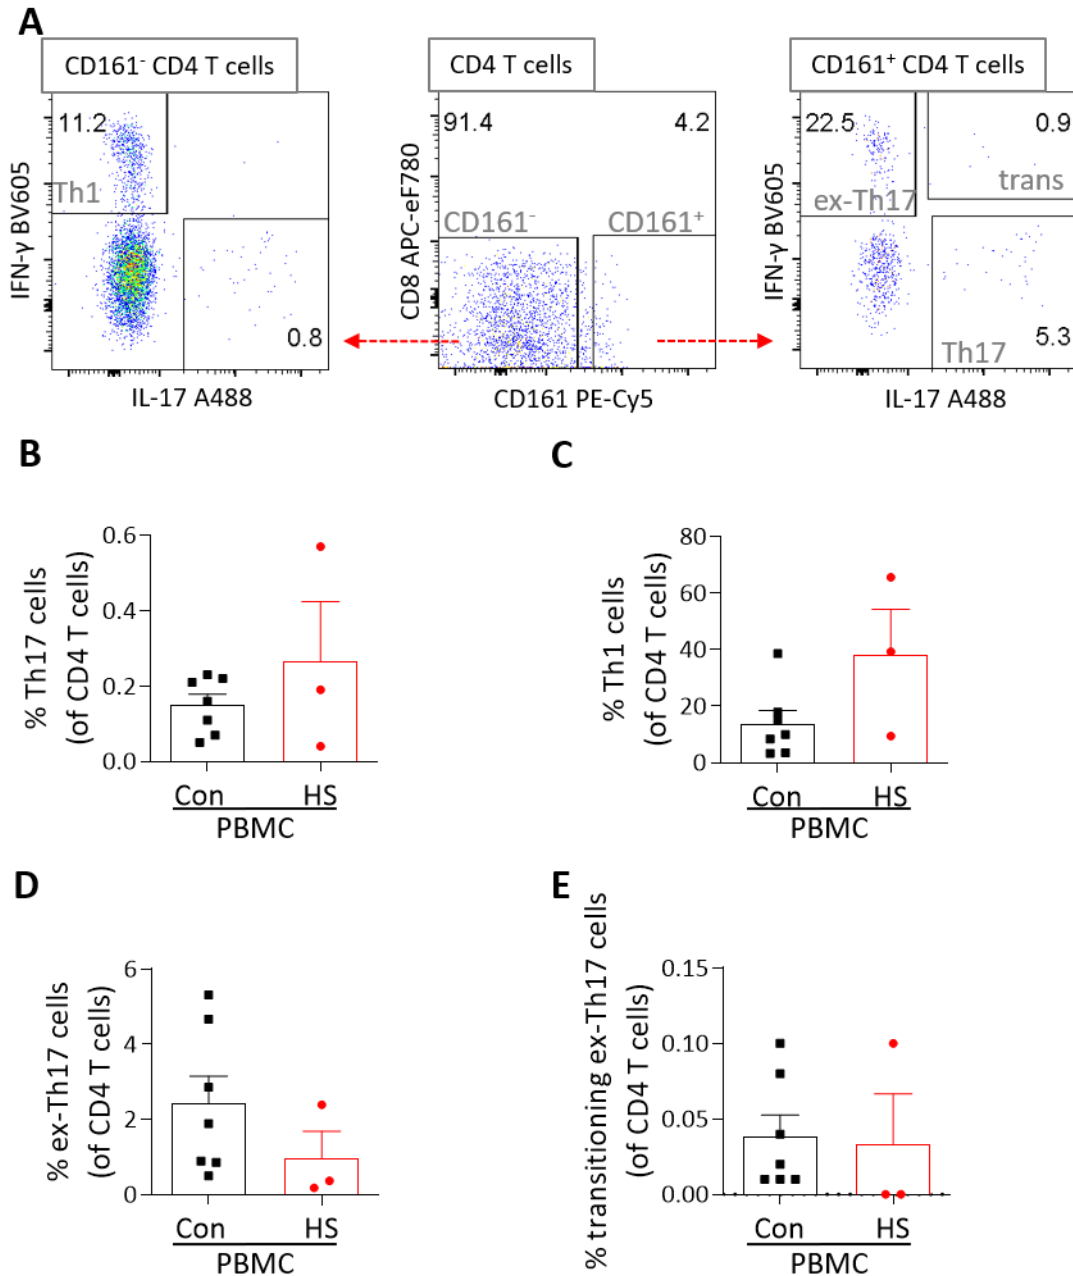 A
CD161⁻ CD4 T cells
CD4 T cells
CD161⁺ CD4 T cells
11.2
Th1
0.8
IFN-γ BV605
IL-17 A488
91.4
4.2
CD161⁻
CD161⁺
CD8 APC-eF780
CD161 PE-Cy5
22.5
0.9
ex-Th17
trans
Th17
5.3
IFN-γ BV605
IL-17 A488
B
% Th17 cells
(of CD4 T cells)
0.6
0.4
0.2
0.0
Con
HS
PBMC
C
% Th1 cells
(of CD4 T cells)
80
60
40
20
0
Con
HS
PBMC
D
% ex-Th17 cells
(of CD4 T cells)
6
4
2
0
Con
HS
PBMC
E
% transitioning ex-Th17 cells
(of CD4 T cells)
0.15
0.10
0.05
0.00
Con
HS
PBMC